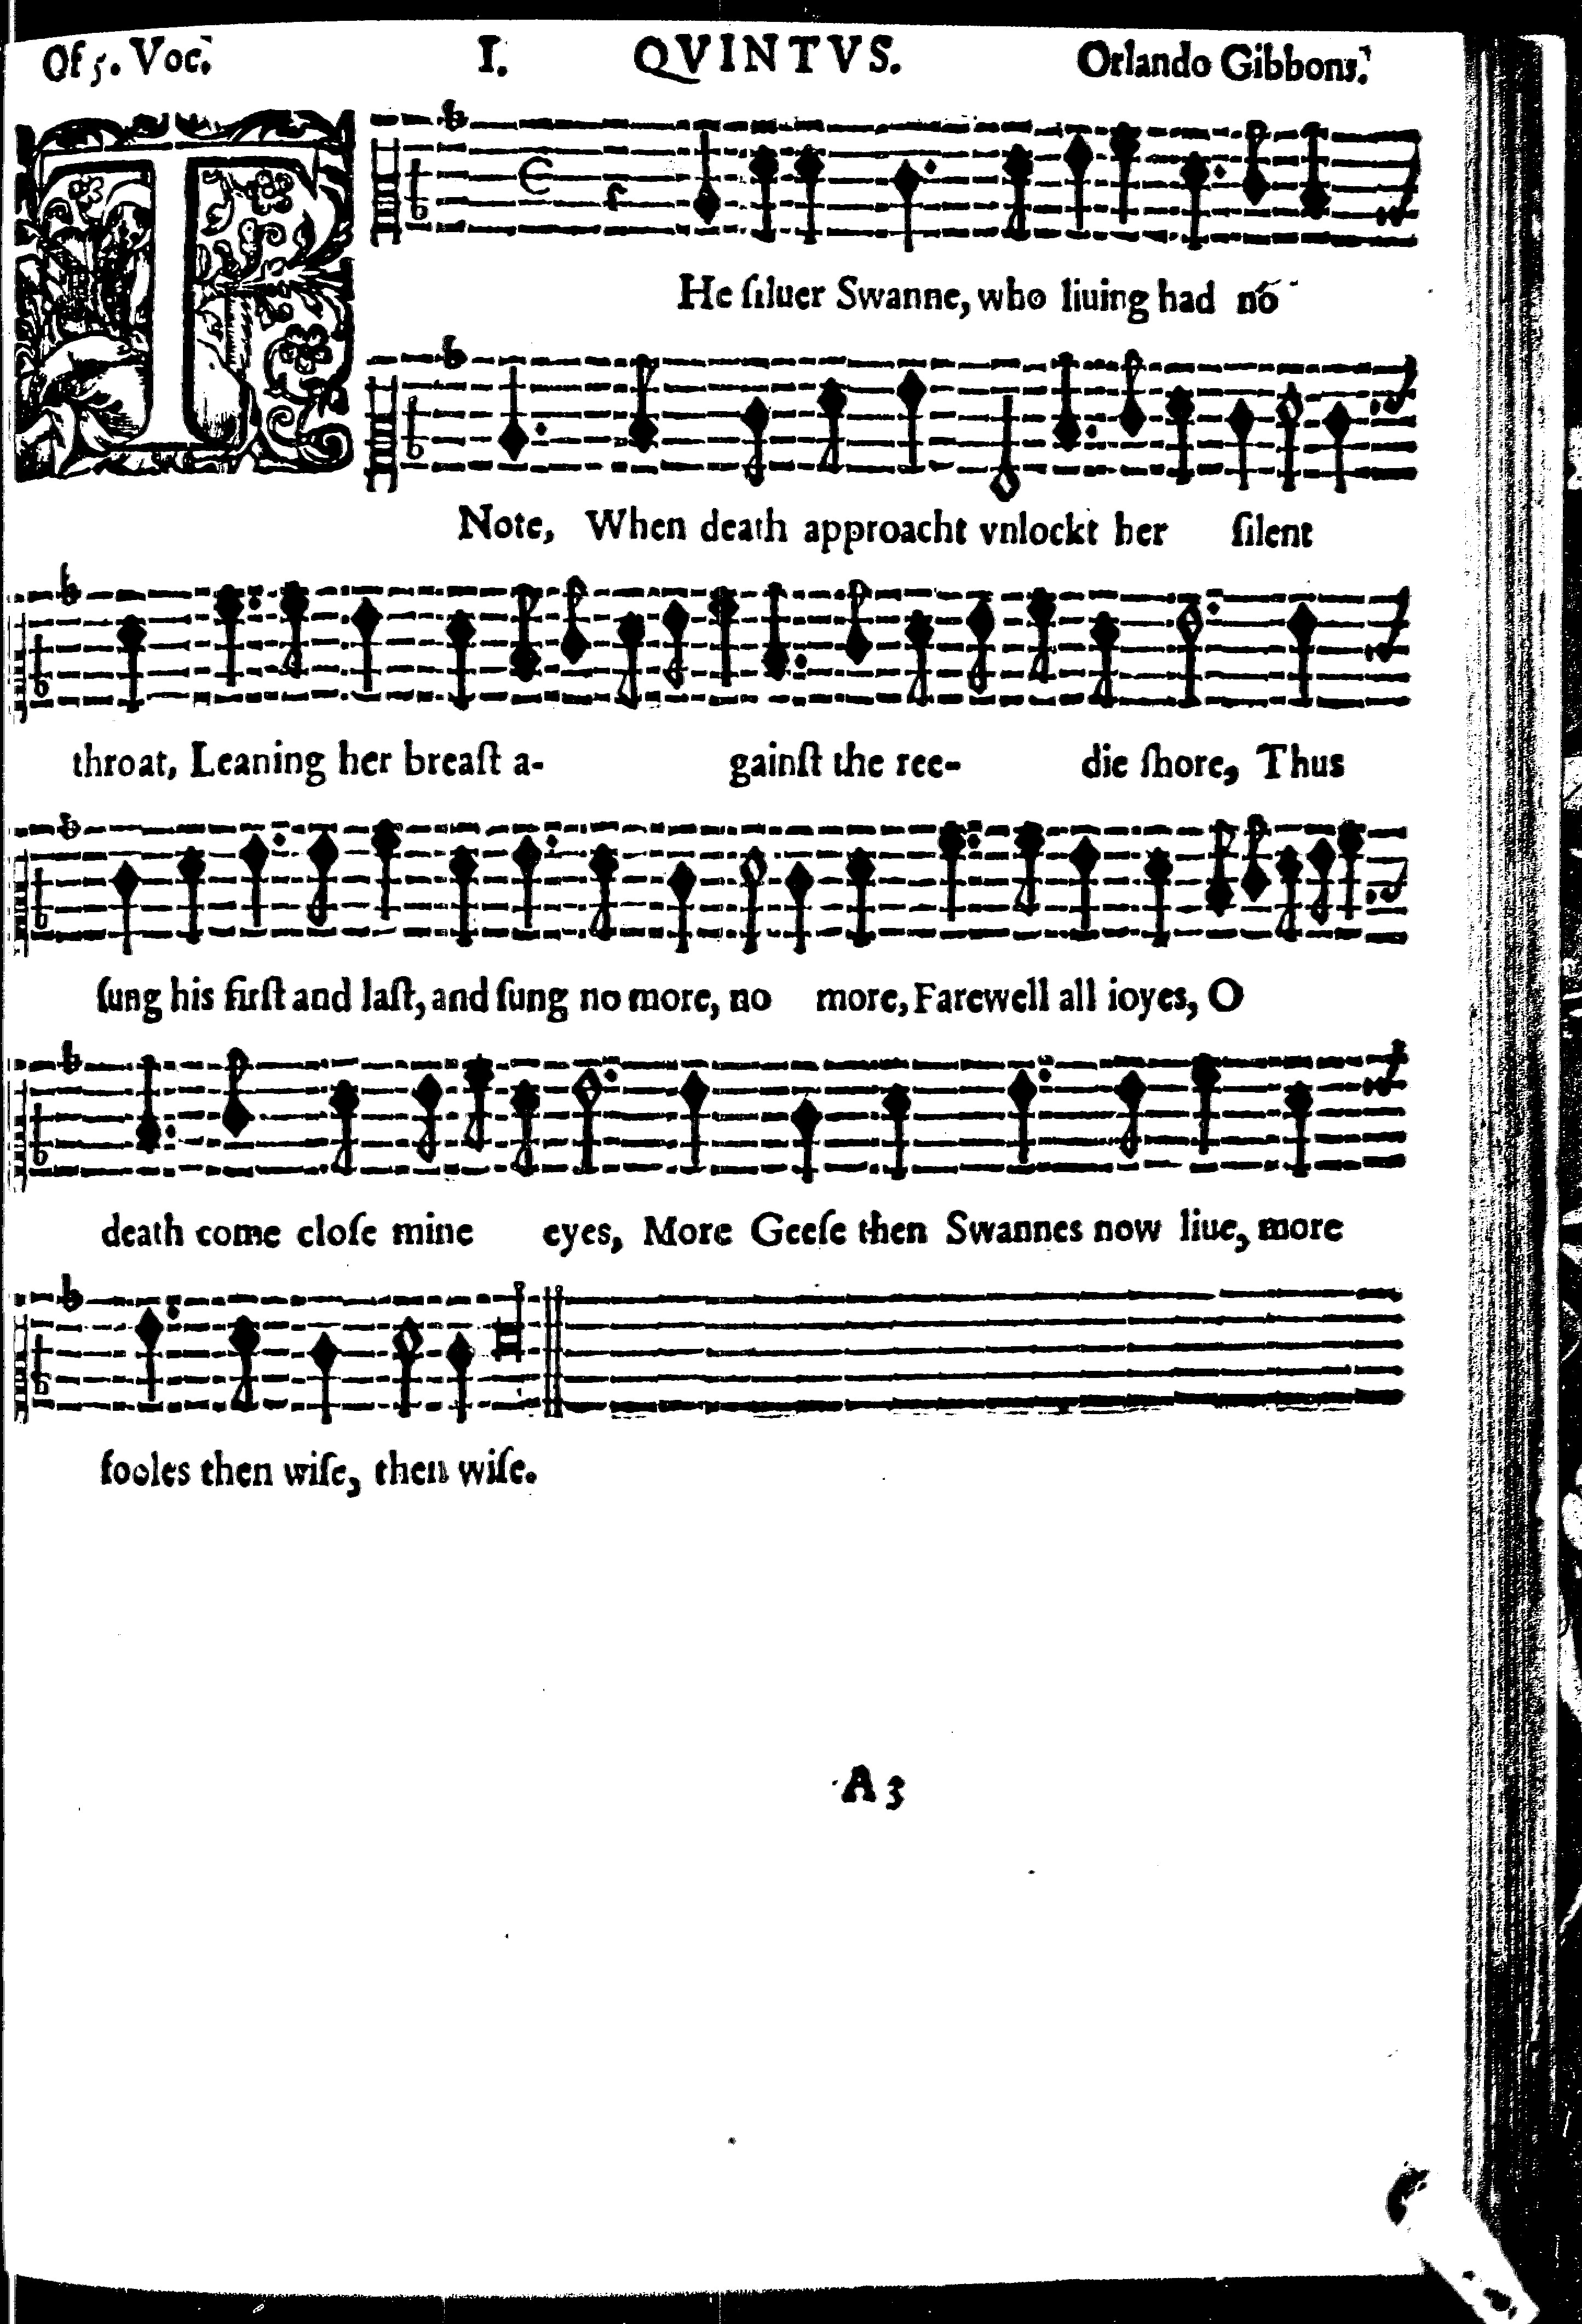 Of 5. Voc. I. QVINTVS. Orlando Gibbons.
THe ſiluer Swanne, who liuing had no
Note, When death approacht vnlockt her ſilent
throat, Leaning her breaſt a- gainſt the ree- die ſhore, Thus
ſung his firſt and laſt, and ſung no more, no more, Farewell all ioyes, O
death come cloſe mine eyes, More Geeſe then Swannes now liue, more
fooles then wiſe, then wiſe.
A 3